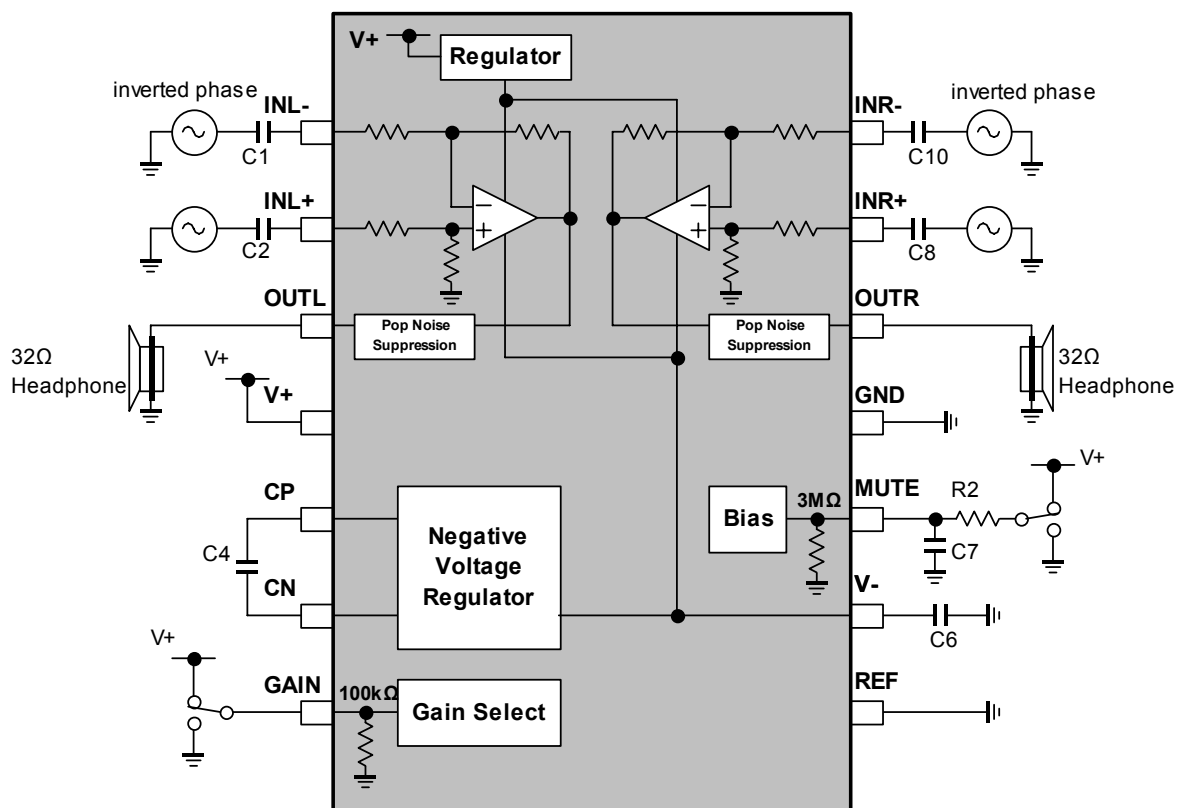 V+
Regulator
inverted phase
INL-
C1
INR-
inverted phase
C10
INL+
C2
−
+
−
+
INR+
C8
OUTL
Pop Noise
Suppression
Pop Noise
Suppression
OUTR
32Ω
Headphone
32Ω
Headphone
V+
V+
GND
CP
C4
CN
Negative
Voltage
Regulator
Bias
3MΩ
MUTE
R2
V+
C7
V-
C6
V+
GAIN
100kΩ
Gain Select
REF